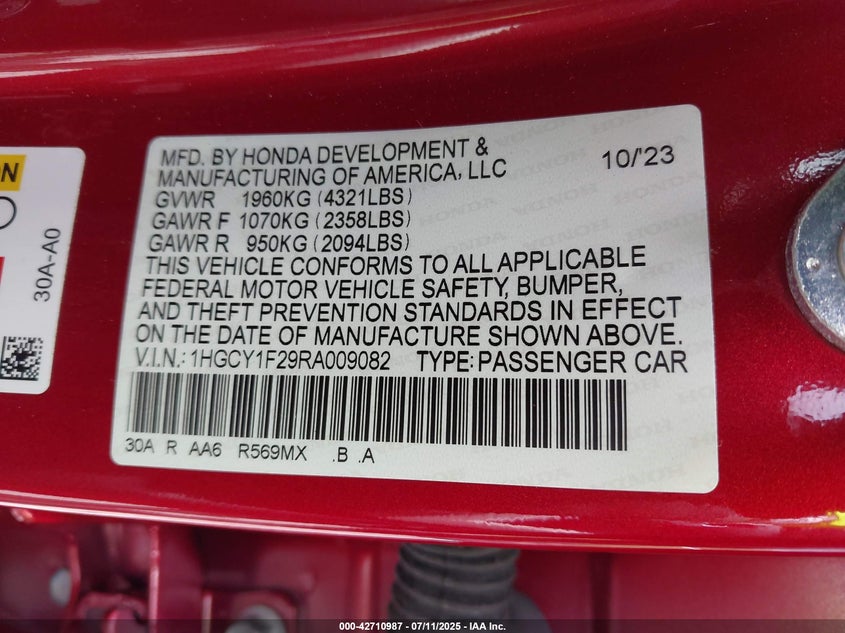 MFD. BY HONDA DEVELOPMENT &
MANUFACTURING OF AMERICA, LLC 10/'23
GVWR 1960KG (4321LBS)
GAWR F 1070KG (2358LBS)
GAWR R 950KG (2094LBS)
THIS VEHICLE CONFORMS TO ALL APPLICABLE
FEDERAL MOTOR VEHICLE SAFETY, BUMPER,
AND THEFT PREVENTION STANDARDS IN EFFECT
ON THE DATE OF MANUFACTURE SHOWN ABOVE.
V.I.N.: 1HGCY1F29RA009082 TYPE: PASSENGER CAR
30A R AA6 R569MX .B .A
30A-A0
000-42710987 - 07/11/2025 - IAA Inc.